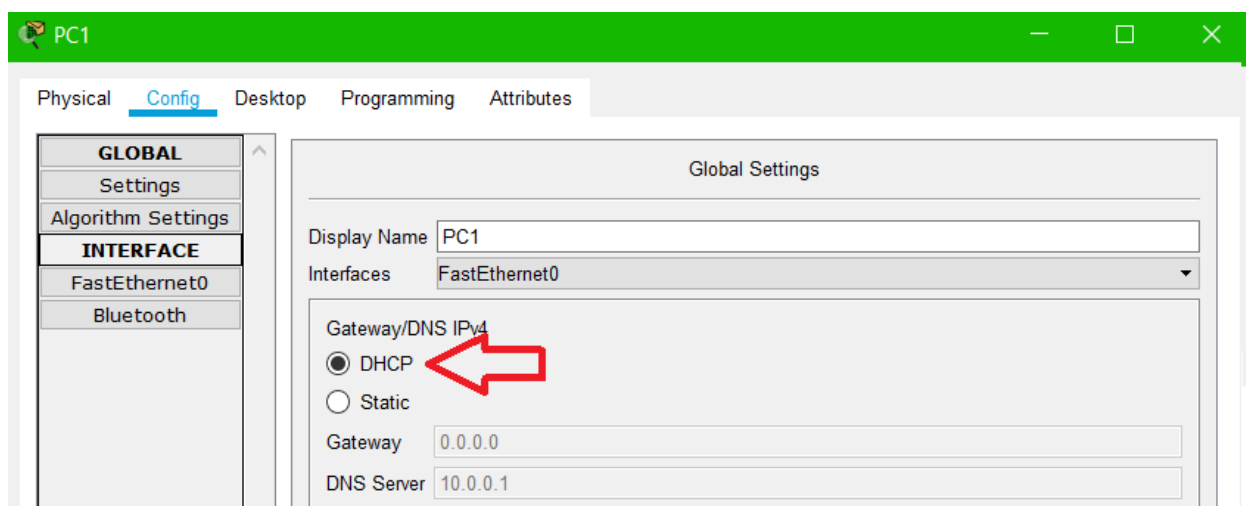 PC1
Physical Config Desktop Programming Attributes
GLOBAL
Settings
Algorithm Settings
INTERFACE
FastEthernet0
Bluetooth
Global Settings
Display Name PC1
Interfaces FastEthernet0
Gateway/DNS IPv4
DHCP
Static
Gateway 0.0.0.0
DNS Server 10.0.0.1